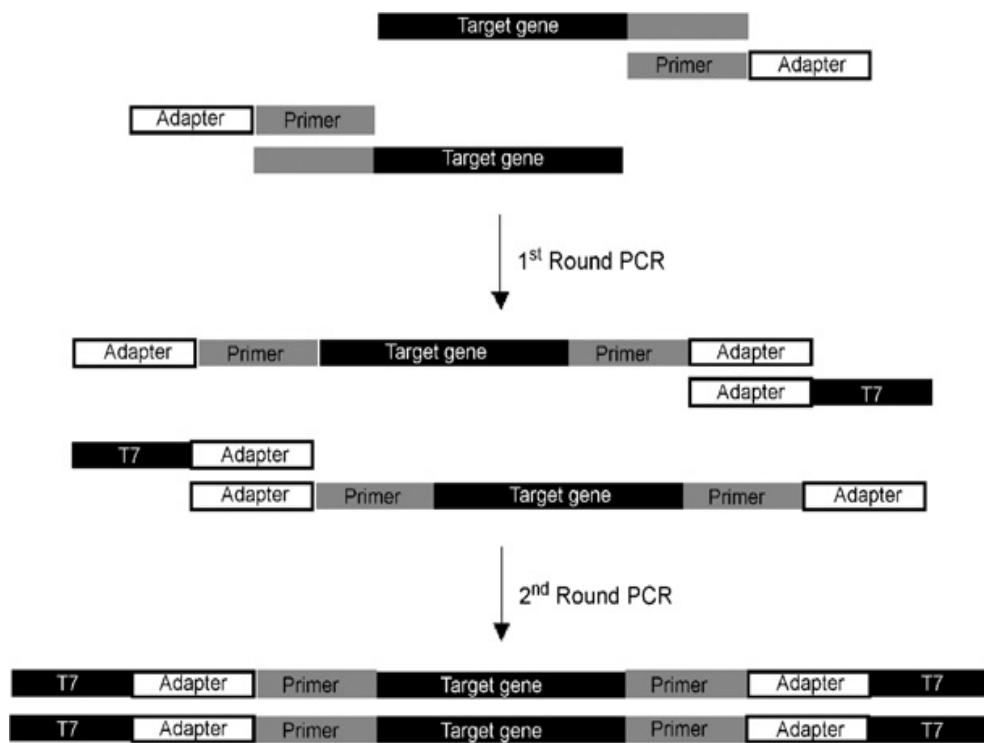 Target gene
Primer Adapter
Adapter Primer
Target gene
1st Round PCR
Adapter Primer Target gene Primer Adapter
Adapter T7
T7 Adapter
Adapter Primer Target gene Primer Adapter
2nd Round PCR
T7 Adapter Primer Target gene Primer Adapter T7
T7 Adapter Primer Target gene Primer Adapter T7